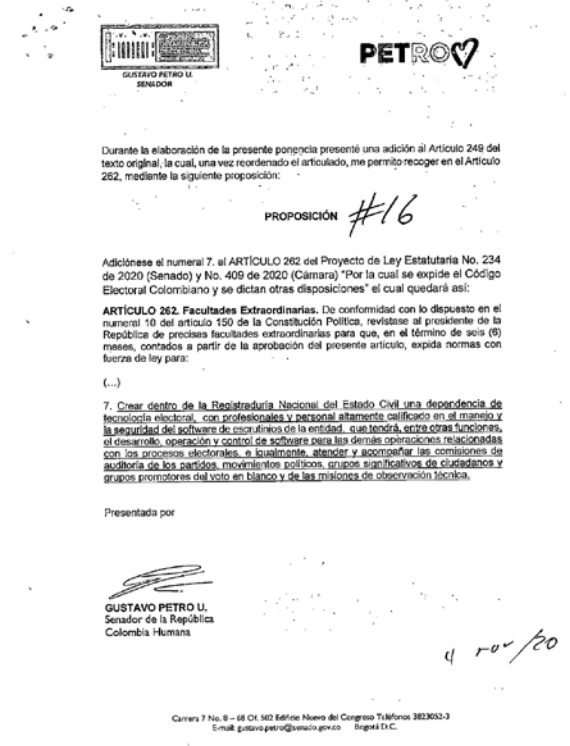 GUSTAVO PETRO U.
SENADOR
PETRO
Durante la elaboración de la presente ponencia presenté una adición al Artículo 249 del
texto original, la cual, una vez reordenado el articulado, me permito recoger en el Artículo
262, mediante la siguiente proposición:
PROPOSICIÓN #16
Adiciónese el numeral 7. al ARTÍCULO 262 del Proyecto de Ley Estatutaria No. 234
de 2020 (Senado) y No. 409 de 2020 (Cámara) "Por la cual se expide el Código
Electoral Colombiano y se dictan otras disposiciones" el cual quedará así:
ARTÍCULO 262. Facultades Extraordinarias. De conformidad con lo dispuesto en el
numeral 10 del artículo 150 de la Constitución Política, revístase al presidente de la
República de precisas facultades extraordinarias para que, en el término de seis (6)
meses, contados a partir de la aprobación del presente artículo, expida normas con
fuerza de ley para:
(...)
7. Crear dentro de la Registraduría Nacional del Estado Civil una dependencia de
tecnología electoral, con profesionales y personal altamente calificado en el manejo y
la seguridad del software de escrutinios de la entidad, que tendrá, entre otras funciones,
el desarrollo, operación y control de software para las demás operaciones relacionadas
con los procesos electorales, e igualmente, atender y acompañar las comisiones de
auditoría de los partidos, movimientos políticos, grupos significativos de ciudadanos y
grupos promotores del voto en blanco y de las misiones de observación técnica.
Presentada por
GUSTAVO PETRO U.
Senador de la República
Colombia Humana
4 nov/20
Carrera 7 No. 8 – 68 Of. 502 Edificio Nuevo del Congreso Teléfonos 3823052-3
E-mail: gustavo.petro@senado.gov.co Bogotá D.C.